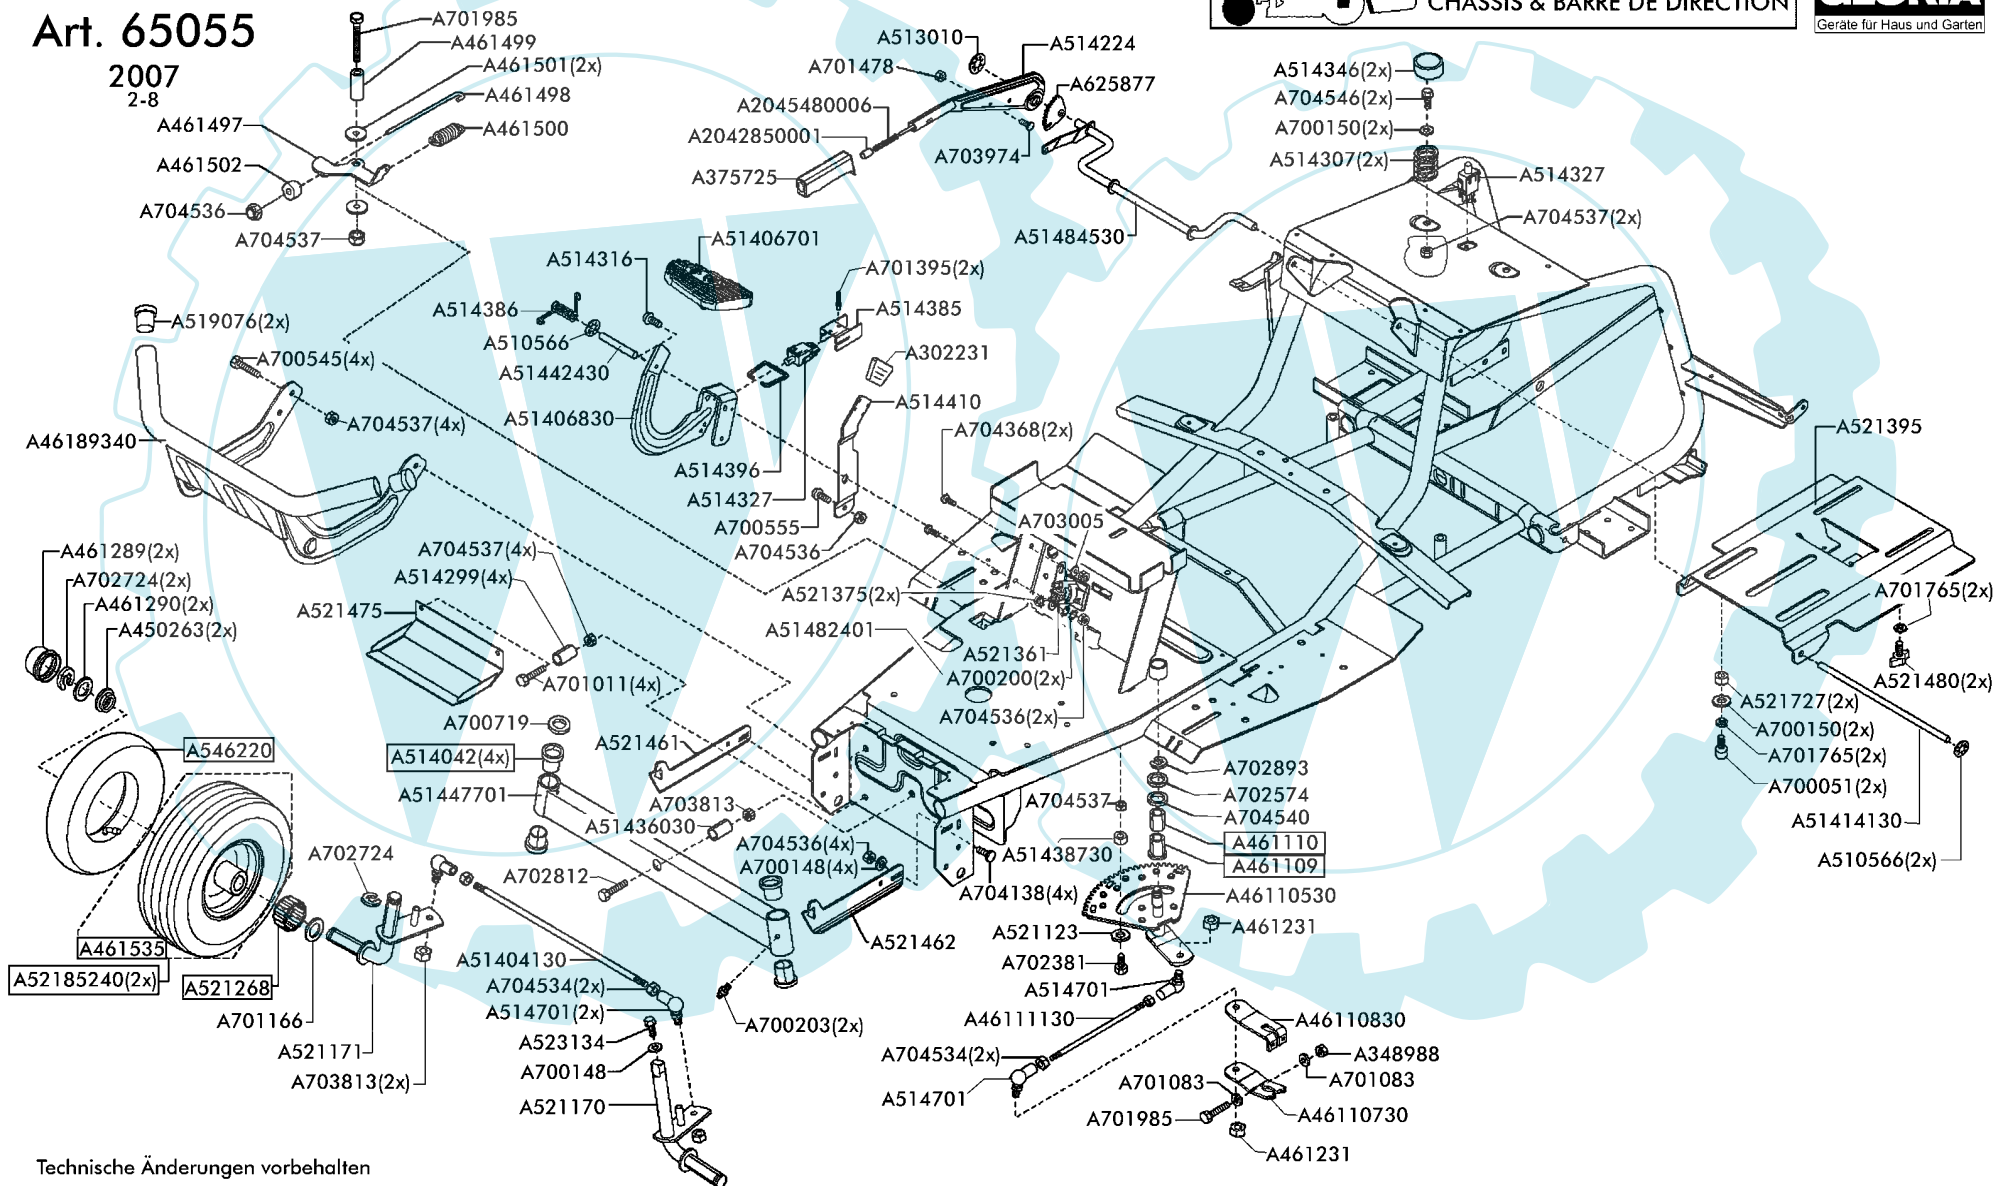 Art. 65055
2007
2-8
CHASSIS & BARRE DE DIRECTION
GLORIA
Geräte für Haus und Garten
A701985
A461499
A461501(2x)
A461498
A461500
A461497
A461502
A704536
A704537
A513010
A514224
A701478
A625877
A2045480006
A2042850001
A703974
A375725
A51484530
A514346(2x)
A704546(2x)
A700150(2x)
A514307(2x)
A514327
A704537(2x)
A51406701
A514316
A701395(2x)
A514386
A514385
A510566
A302231
A51442430
A51406830
A514410
A704368(2x)
A514396
A514327
A700555
A704536
A519076(2x)
A700545(4x)
A704537(4x)
A46189340
A521395
A703005
A461289(2x)
A702724(2x)
A461290(2x)
A450263(2x)
A704537(4x)
A514299(4x)
A521475
A521375(2x)
A51482401
A521361
A700200(2x)
A704536(2x)
A701011(4x)
A701765(2x)
A521480(2x)
A521727(2x)
A700150(2x)
A701765(2x)
A700051(2x)
A51414130
A510566(2x)
A700719
A514042(4x)
A521461
A51447701
A546220
A703813
A51436030
A704536(4x)
A700148(4x)
A702812
A704138(4x)
A521462
A702893
A702574
A704540
A704537
A461110
A51438730
A461109
A46110530
A461231
A521123
A702381
A514701
A46111130
A704534(2x)
A514701
A702724
A461535
A52185240(2x)
A521268
A701166
A521171
A703813(2x)
A51404130
A704534(2x)
A514701(2x)
A523134
A700148
A521170
A700203(2x)
A46110830
A348988
A701083
A701083
A46110730
A701985
A461231
Technische Änderungen vorbehalten